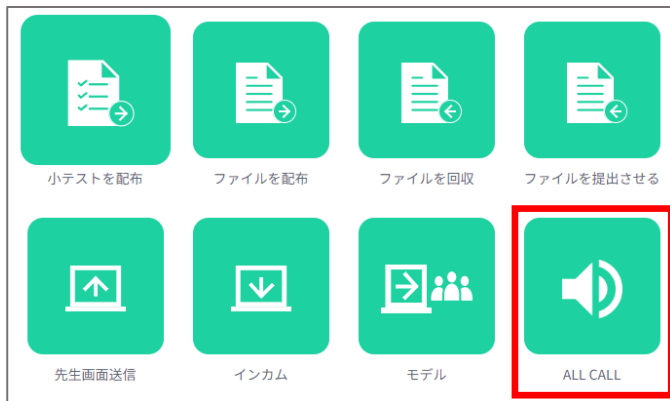 小テストを配布
ファイルを配布
ファイルを回収
ファイルを提出させる
先生画面送信
インカム
モデル
ALL CALL